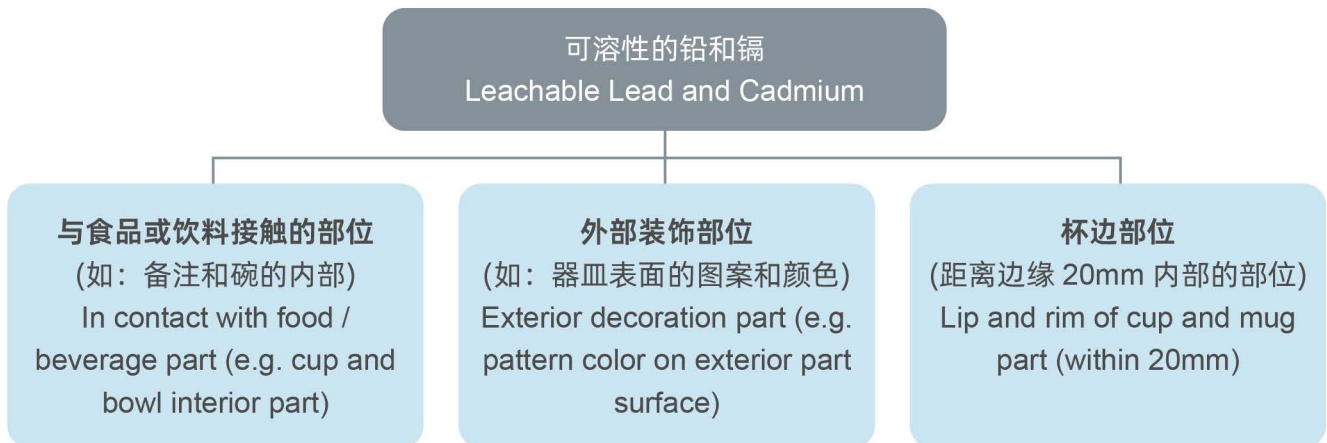 可溶性的铅和镉
Leachable Lead and Cadmium
与食品或饮料接触的部位
(如：备注和碗的内部)
In contact with food /
beverage part (e.g. cup and
bowl interior part)
外部装饰部位
(如：器皿表面的图案和颜色)
Exterior decoration part (e.g.
pattern color on exterior part
surface)
杯边部位
(距离边缘 20mm 内部的部位)
Lip and rim of cup and mug
part (within 20mm)